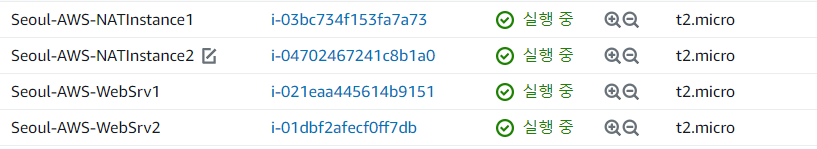 Seoul-AWS-NATInstance1 i-03bc734f153fa7a73 실행 중 t2.micro
Seoul-AWS-NATInstance2 i-04702467241c8b1a0 실행 중 t2.micro
Seoul-AWS-WebSrv1 i-021eaa445614b9151 실행 중 t2.micro
Seoul-AWS-WebSrv2 i-01dbf2afecf0ff7db 실행 중 t2.micro